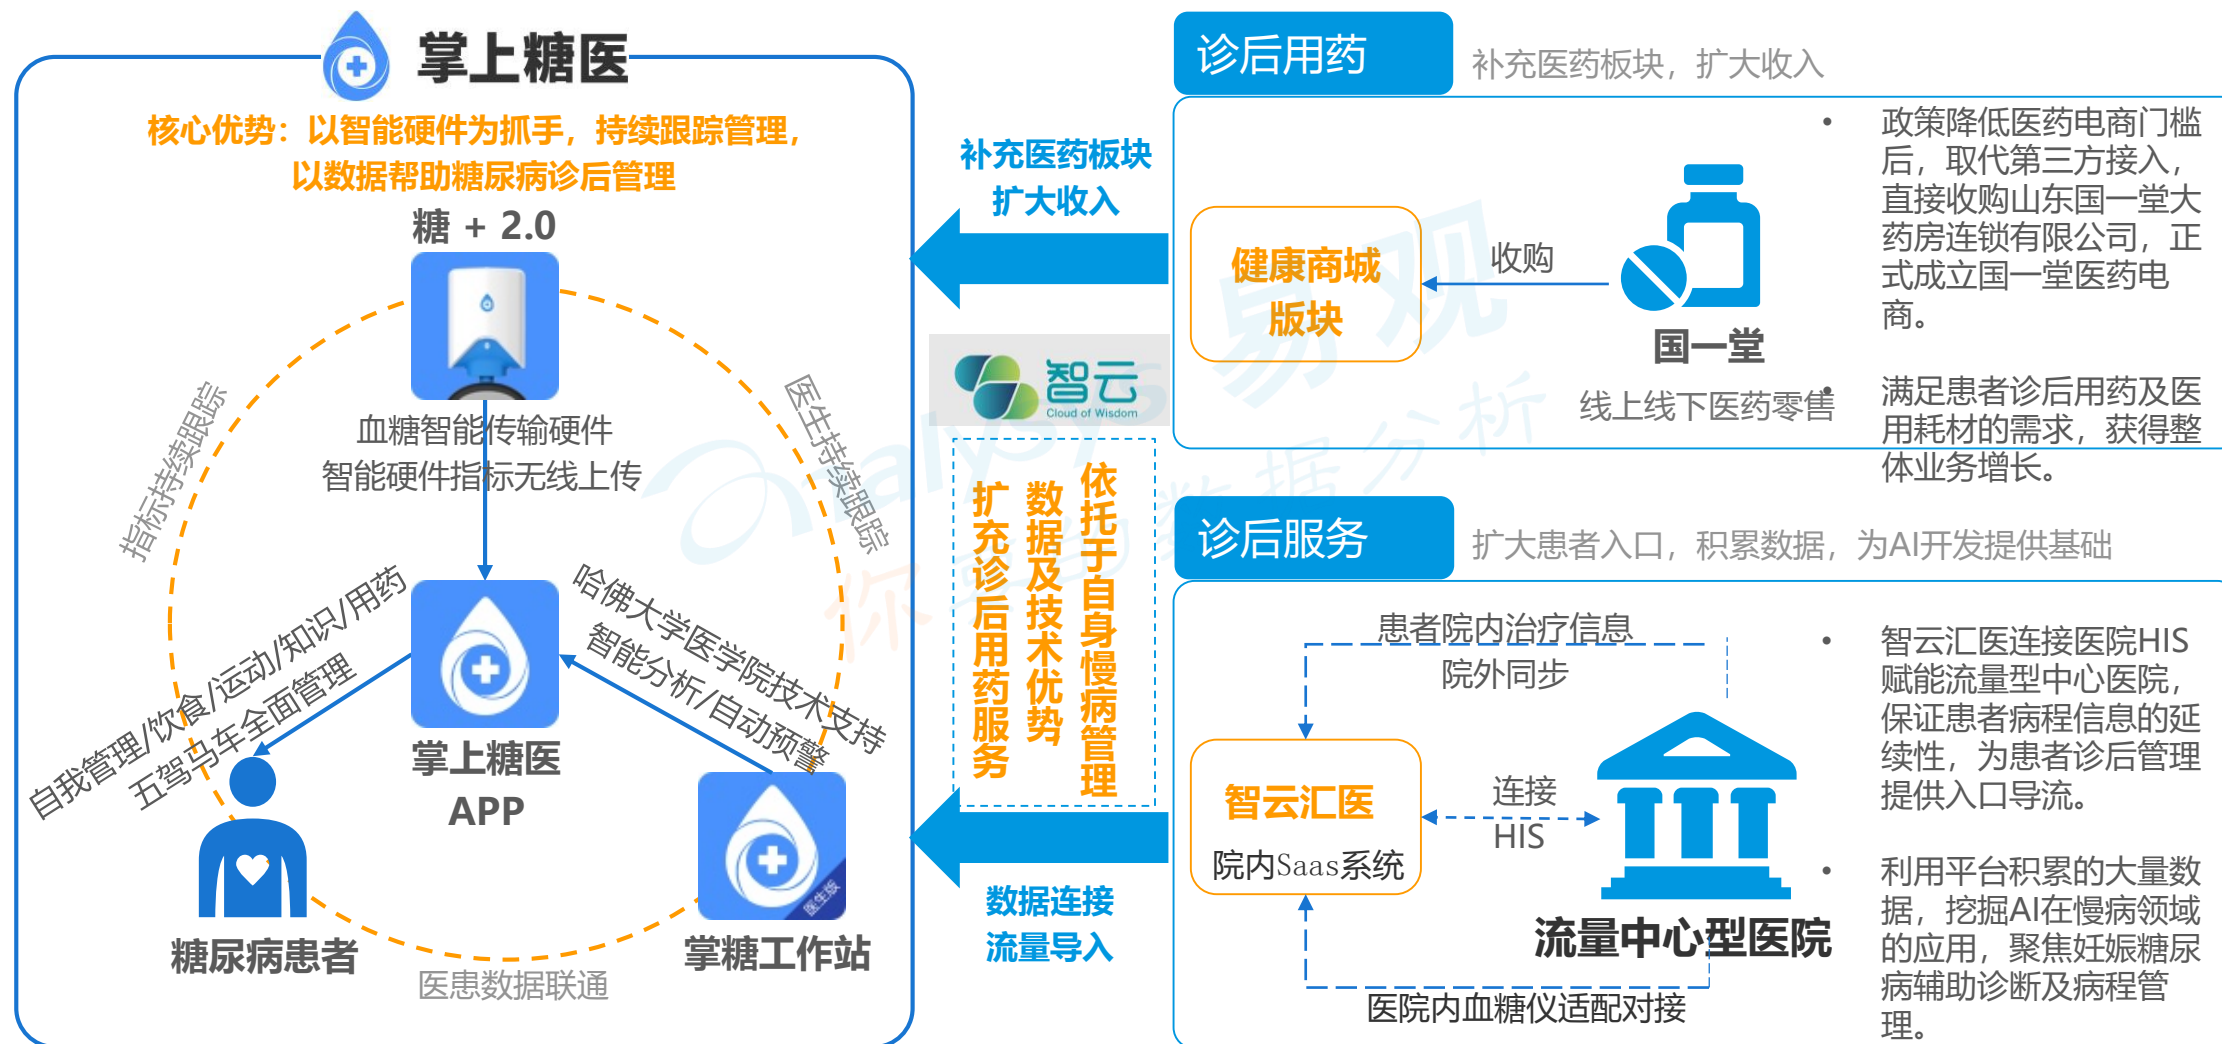 掌上糖医
核心优势：以智能硬件为抓手，持续跟踪管理，
以数据帮助糖尿病诊后管理
糖 + 2.0
血糖智能传输硬件
智能硬件指标无线上传
指标持续跟踪
医生持续跟踪
自我管理/饮食/运动/知识/用药
五驾马车全面管理
哈佛大学医学院技术支持
智能分析/自动预警
掌上糖医
APP
糖尿病患者
医生版
掌糖工作站
医患数据联通
补充医药板块
扩大收入
智云
Cloud of Wisdom
依托于自身慢病管理
数据及技术优势，
扩充诊后用药服务
数据连接
流量导入
诊后用药
补充医药板块，扩大收入
健康商城
版块
收购
国一堂
线上线下医药零售
• 政策降低医药电商门槛
后，取代第三方接入，
直接收购山东国一堂大
药房连锁有限公司，正
式成立国一堂医药电
商。
• 满足患者诊后用药及医
用耗材的需求，获得整
体业务增长。
诊后服务
扩大患者入口，积累数据，为AI开发提供基础
患者院内治疗信息
院外同步
智云汇医
院内Saas系统
连接
HIS
流量中心型医院
医院内血糖仪适配对接
• 智云汇医连接医院HIS
赋能流量型中心医院，
保证患者病程信息的延
续性，为患者诊后管理
提供入口导流。
• 利用平台积累的大量数
据，挖掘AI在慢病领域
的应用，聚焦妊娠糖尿
病辅助诊断及病程管
理。
analysys 易观
你要的数据分析